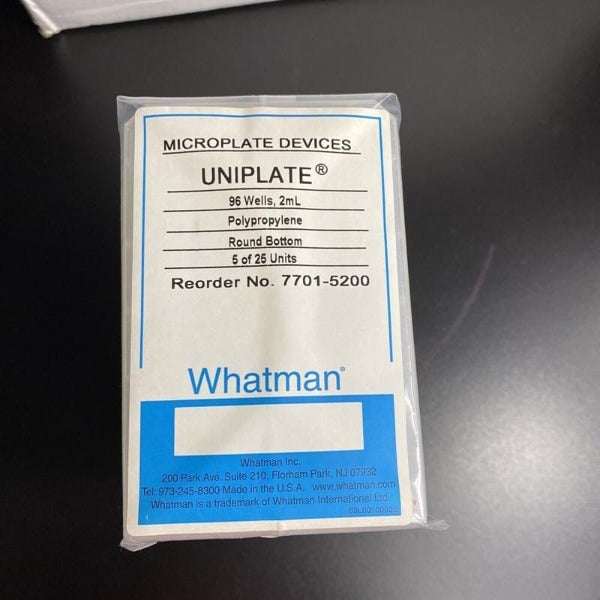 MICROPLATE DEVICES
UNIPLATE®
96 Wells, 2mL
Polypropylene
Round Bottom
5 of 25 Units
Reorder No. 7701-5200
Whatman®
Whatman Inc.
200 Park Ave. Suite 210, Florham Park, NJ 07932
Tel: 973-245-8300 Made in the U.S.A. www.whatman.com
Whatman is a trademark of Whatman International Ltd.